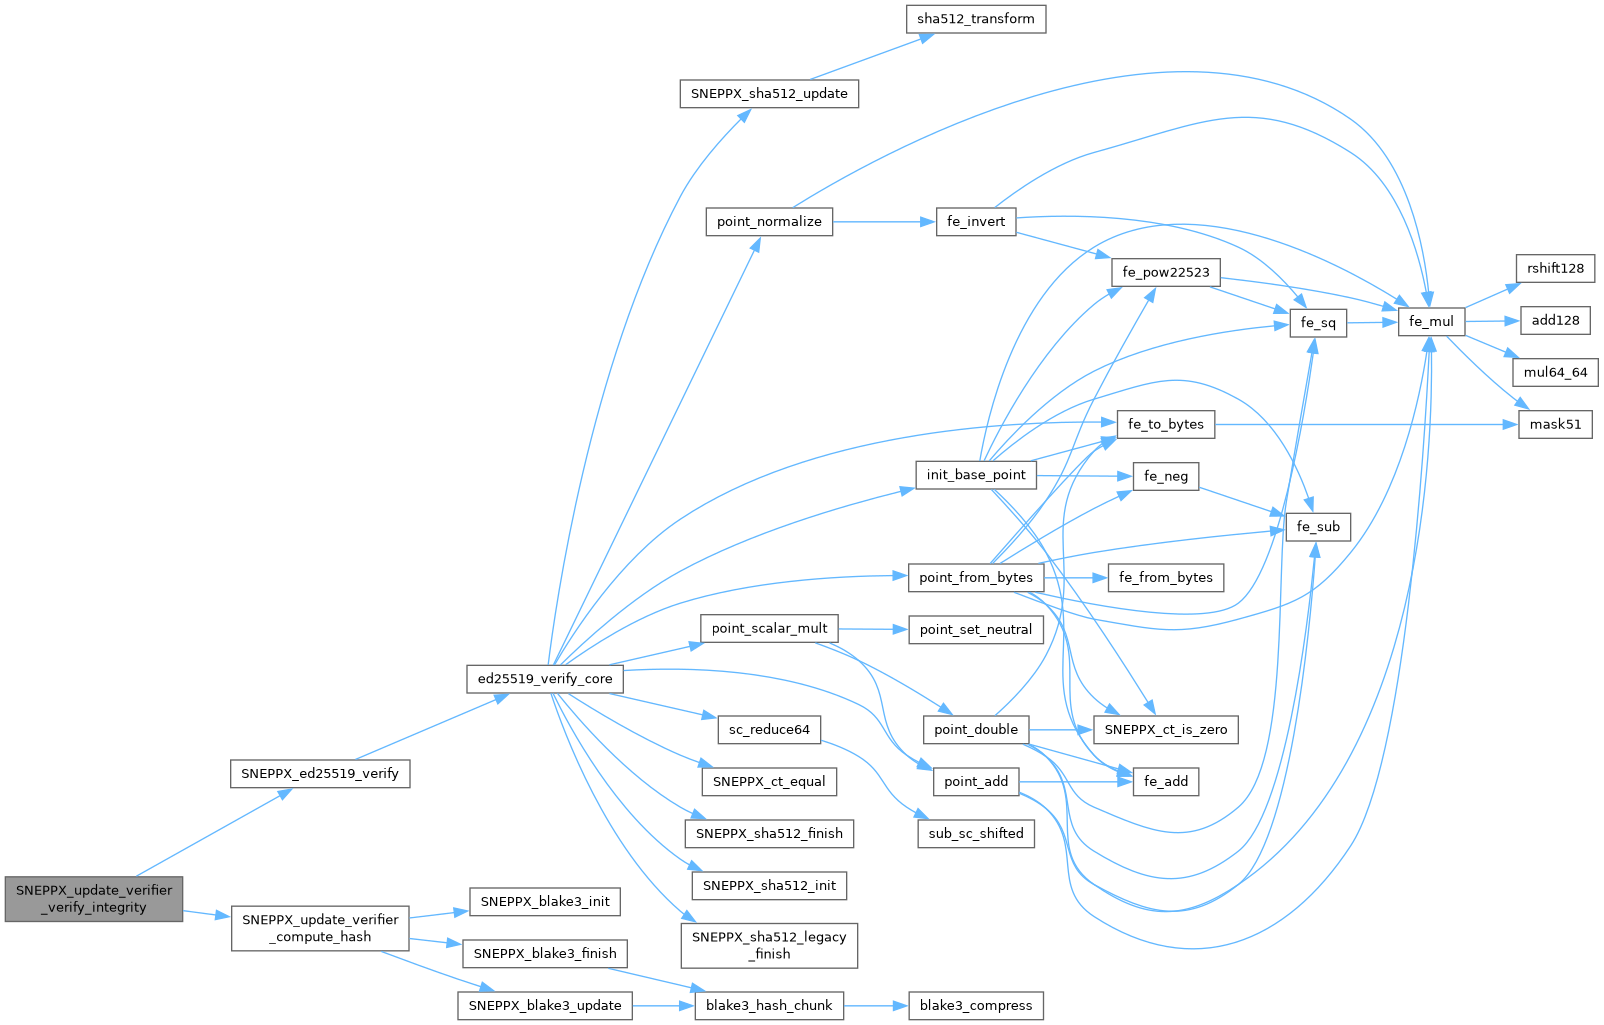 sha512_transform
SNEPPX_sha512_update
point_normalize
fe_invert
fe_pow22523
rshift128
fe_sq
fe_mul
add128
mul64_64
fe_to_bytes
mask51
init_base_point
fe_neg
fe_sub
point_from_bytes
fe_from_bytes
point_scalar_mult
point_set_neutral
ed25519_verify_core
sc_reduce64
point_double
SNEPPX_ct_is_zero
SNEPPX_ed25519_verify
SNEPPX_ct_equal
point_add
fe_add
SNEPPX_sha512_finish
sub_sc_shifted
SNEPPX_update_verifier
_verify_integrity
SNEPPX_sha512_init
SNEPPX_blake3_init
SNEPPX_update_verifier
_compute_hash
SNEPPX_sha512_legacy
_finish
SNEPPX_blake3_finish
SNEPPX_blake3_update
blake3_hash_chunk
blake3_compress